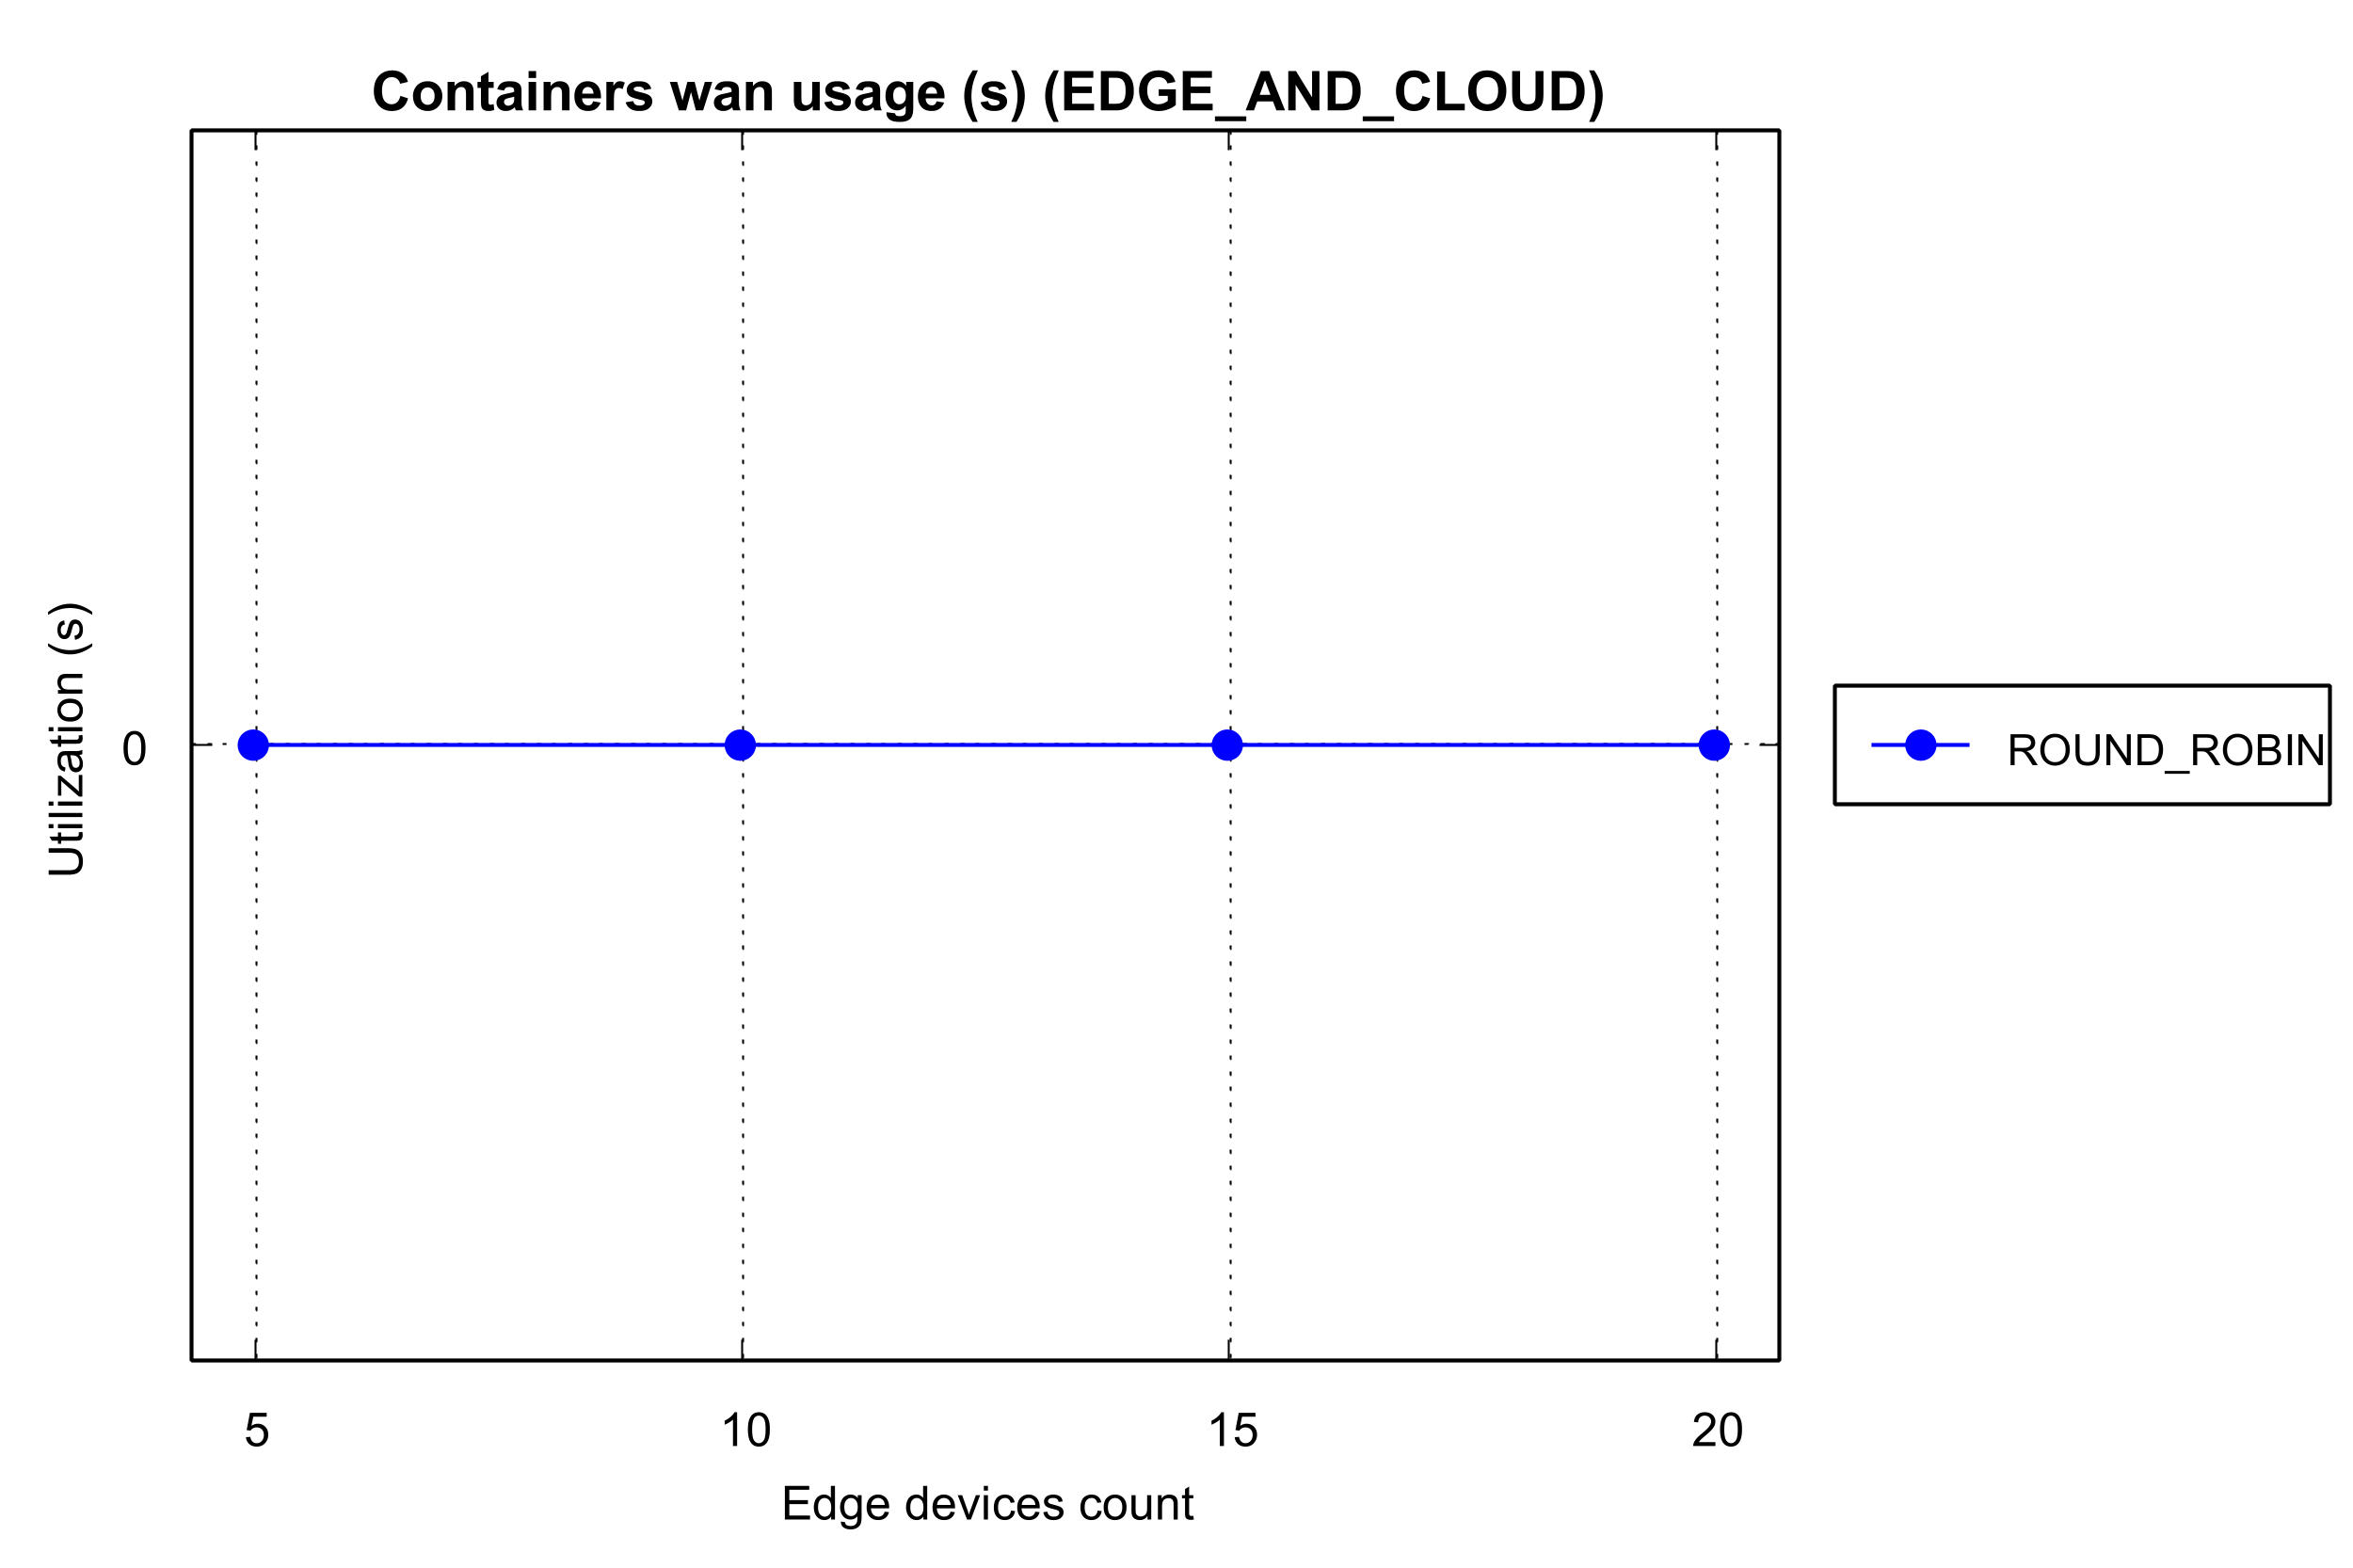 Containers wan usage (s) (EDGE_AND_CLOUD)
Utilization (s)
0
ROUND_ROBIN
5 10 15 20
Edge devices count